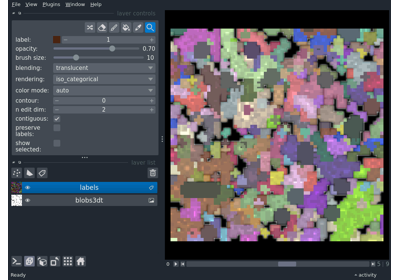 File View Plugins Window Help
layer controls
label: 1
opacity: 0.70
brush size: 10
blending: translucent
rendering: iso_categorical
color mode: auto
contour: 0
n edit dim: 2
contiguous:
preserve
labels:
show
selected:
layer list
labels
blobs3dt
Ready
activity